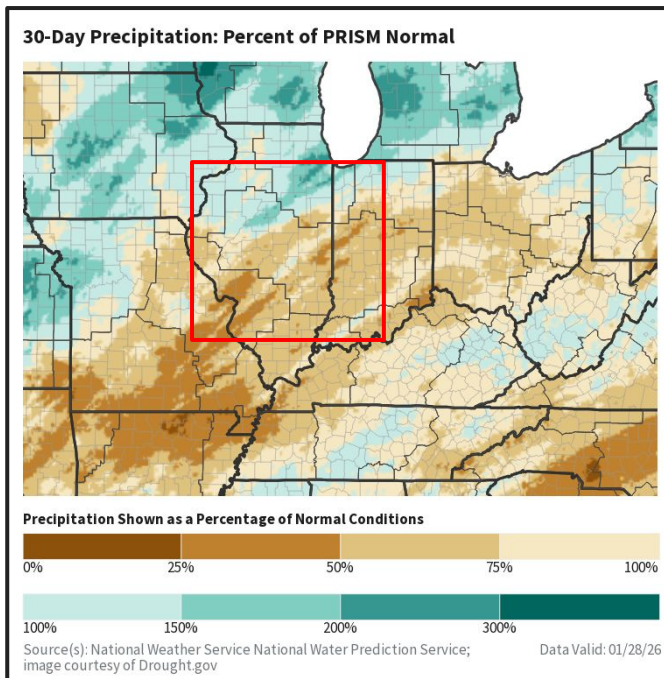 30-Day Precipitation: Percent of PRISM Normal
Precipitation Shown as a Percentage of Normal Conditions
0% 25% 50% 75% 100%
100% 150% 200% 300%
Source(s): National Weather Service National Water Prediction Service; Data Valid: 01/28/26
image courtesy of Drought.gov